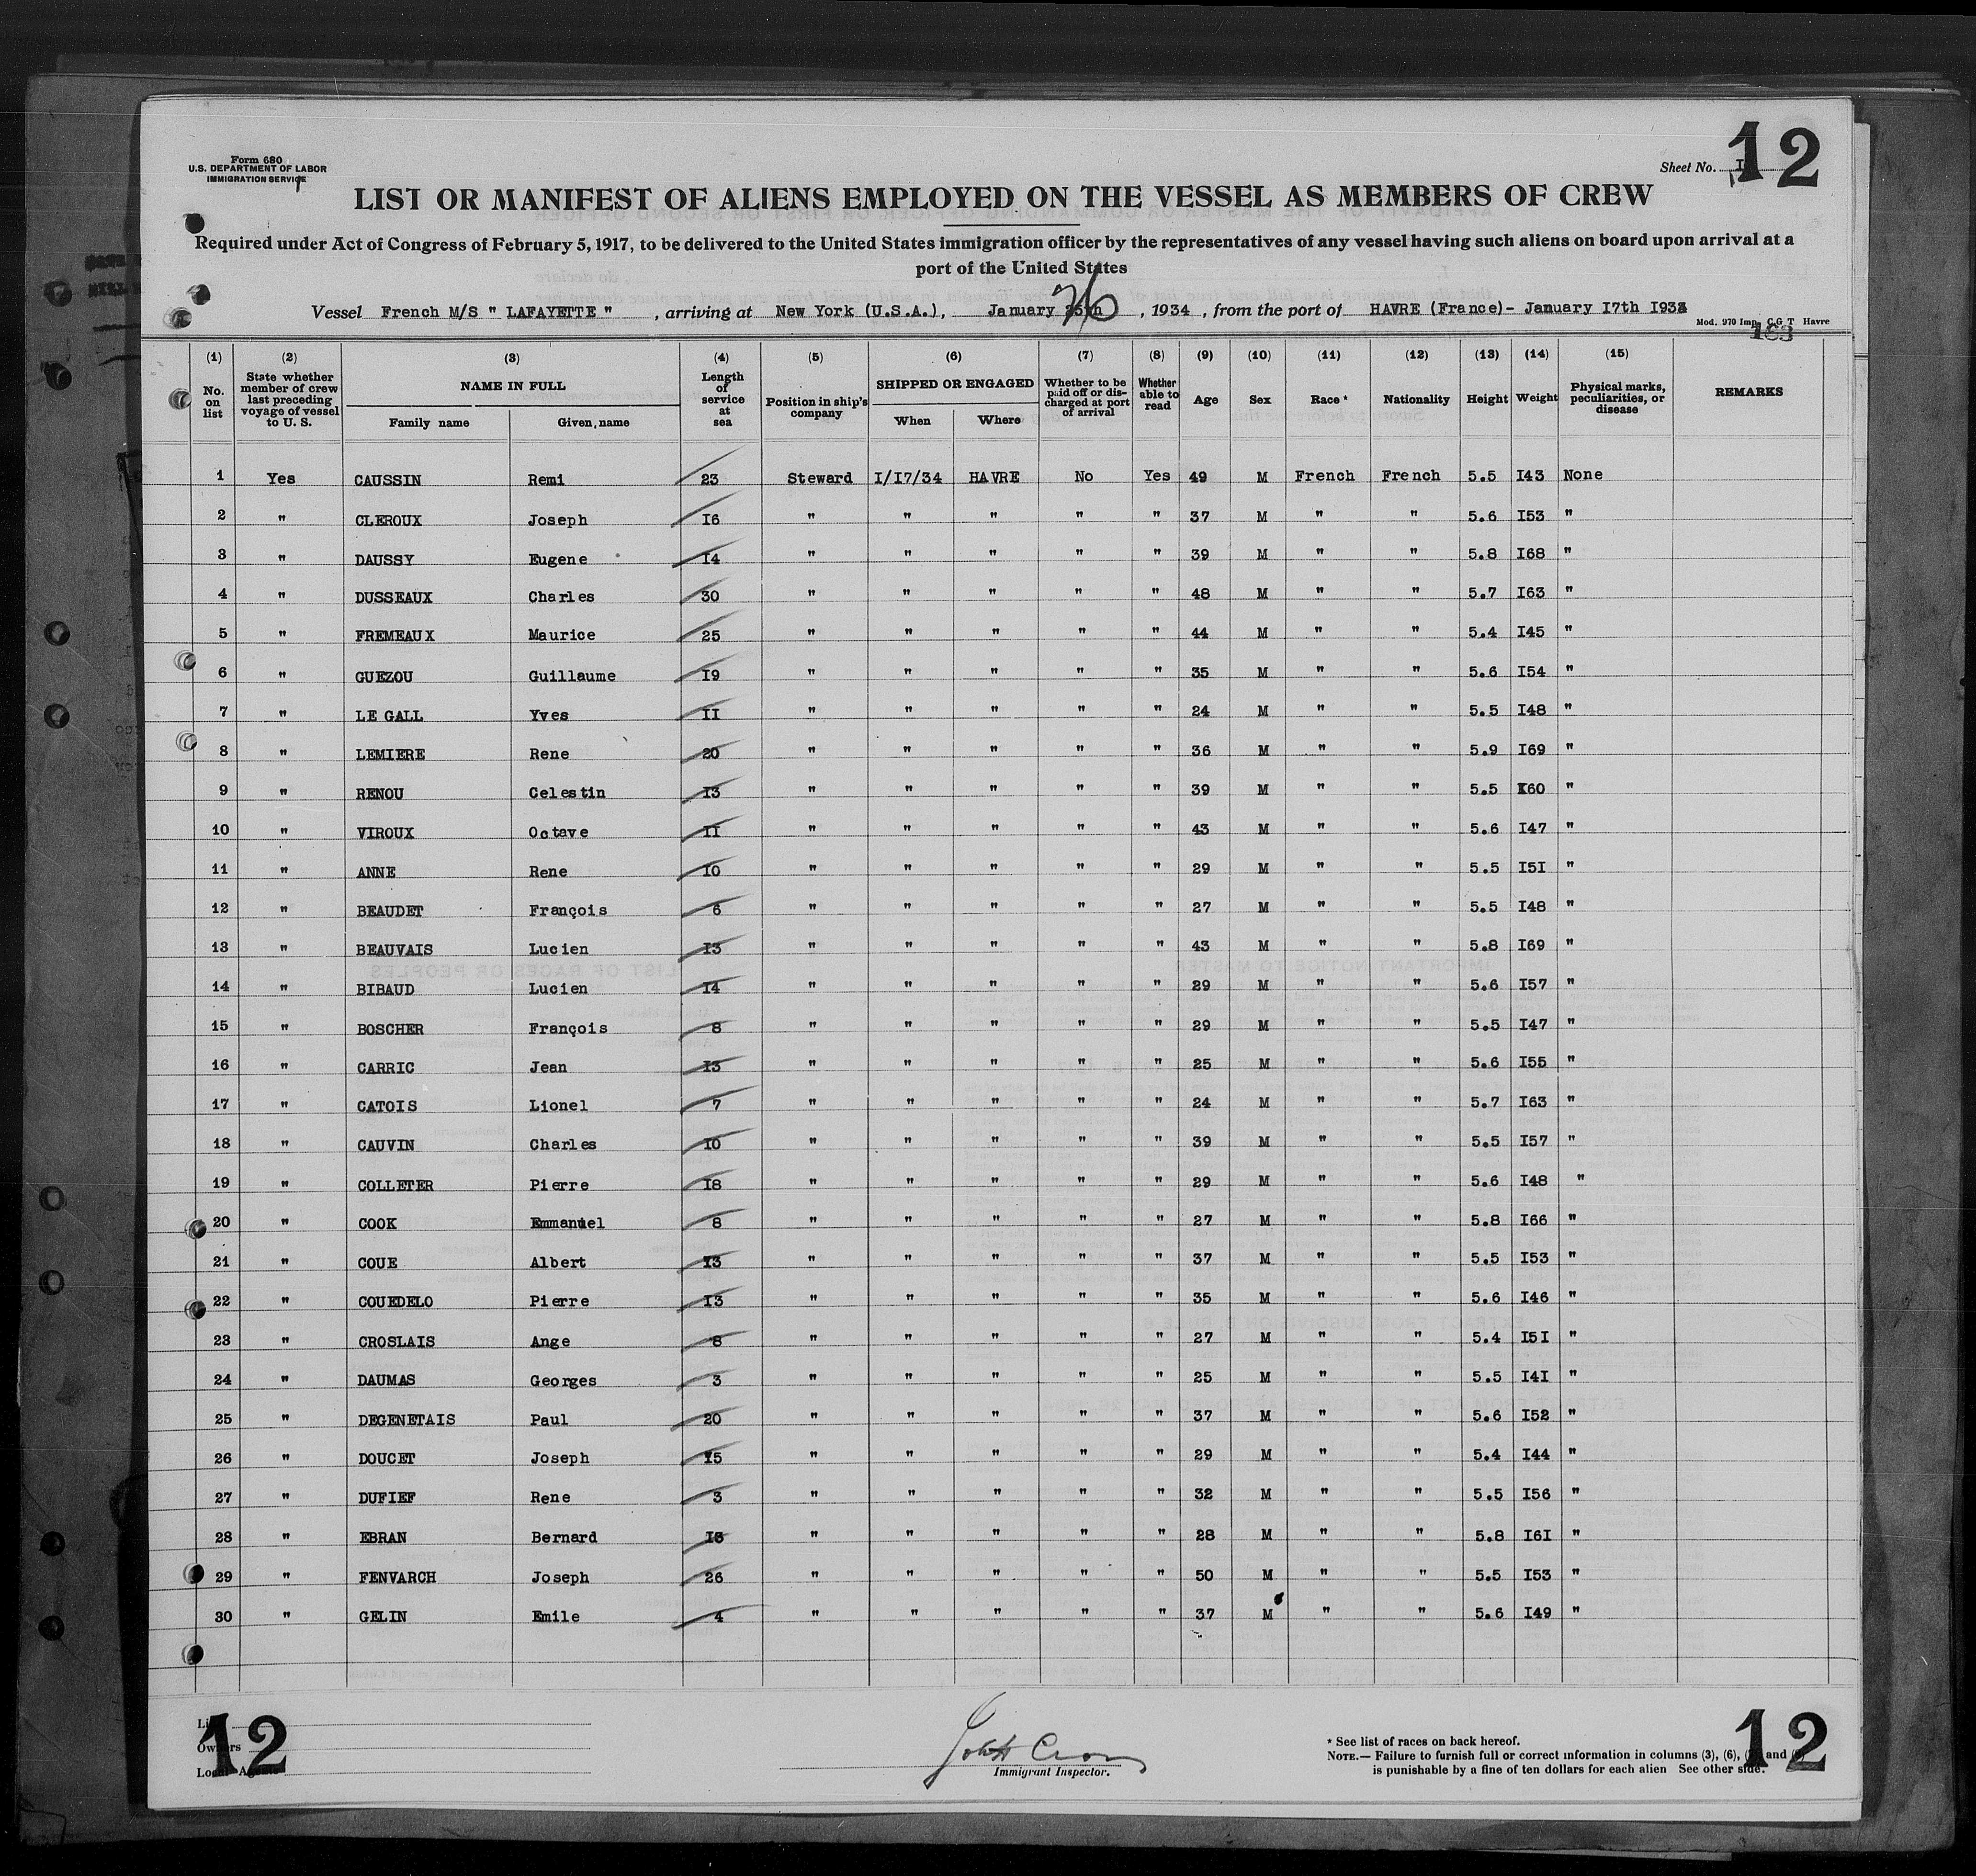 Form 680
U.S. DEPARTMENT OF LABOR
IMMIGRATION SERVICE
Sheet No. 12
LIST OR MANIFEST OF ALIENS EMPLOYED ON THE VESSEL AS MEMBERS OF CREW
Required under Act of Congress of February 5, 1917, to be delivered to the United States immigration officer by the representatives of any vessel having such aliens on board upon arrival at a
port of the United States
Vessel French M/S " LAFAYETTE " , arriving at New York (U.S.A.), January 26 , 1934 , from the port of HAVRE (France)- January I7th I934
Mod. 970 Imp. C G T Havre
(1) (2) (3) (4) (5) (6) (7) (8) (9) (10) (11) (12) (13) (14) (15)
No. on list State whether member of crew last preceding voyage of vessel to U. S. NAME IN FULL Family name Given name Length of service at sea Position in ship's company SHIPPED OR ENGAGED When Where Whether to be paid off or discharged at port of arrival Whether able to read Age Sex Race * Nationality Height Weight Physical marks, peculiarities, or disease REMARKS
1 Yes CAUSSIN Remi 23 Steward I/I7/34 HAVRE No Yes 49 M French French 5.5 I43 None
2 " CLEROUX Joseph I6 " " " " " 37 M " " 5.6 I53 "
3 " DAUSSY Eugene I4 " " " " " 39 M " " 5.8 I68 "
4 " DUSSEAUX Charles 30 " " " " " 48 M " " 5.7 I63 "
5 " FREMEAUX Maurice 25 " " " " " 44 M " " 5.4 I45 "
6 " GUEZOU Guillaume I9 " " " " " 35 M " " 5.6 I54 "
7 " LE GALL Yves II " " " " " 24 M " " 5.5 I48 "
8 " LEMIERE Rene 20 " " " " " 36 M " " 5.9 I69 "
9 " RENOU Celestin I3 " " " " " 39 M " " 5.5 I60 "
10 " VIROUX Octave II " " " " " 43 M " " 5.6 I47 "
11 " ANNE Rene I0 " " " " " 29 M " " 5.5 I5I "
12 " BEAUDET François 6 " " " " " 27 M " " 5.5 I48 "
13 " BEAUVAIS Lucien I3 " " " " " 43 M " " 5.8 I69 "
14 " BIBAUD Lucien I4 " " " " " 29 M " " 5.6 I57 "
15 " BOSCHER François 8 " " " " " 29 M " " 5.5 I47 "
16 " CARRIC Jean I3 " " " " " 25 M " " 5.6 I55 "
17 " CATOIS Lionel 7 " " " " " 24 M " " 5.7 I63 "
18 " CAUVIN Charles I0 " " " " " 39 M " " 5.5 I57 "
19 " COLLETER Pierre I8 " " " " " 29 M " " 5.6 I48 "
20 " COOK Emmanuel 8 " " " " " 27 M " " 5.8 I66 "
21 " COUE Albert I3 " " " " " 37 M " " 5.5 I53 "
22 " COUEDELO Pierre I3 " " " " " 35 M " " 5.6 I46 "
23 " CROSLAIS Ange 8 " " " " " 27 M " " 5.4 I5I "
24 " DAUMAS Georges 3 " " " " " 25 M " " 5.5 I4I "
25 " DEGENETAIS Paul 20 " " " " " 37 M " " 5.6 I52 "
26 " DOUCET Joseph I5 " " " " " 29 M " " 5.4 I44 "
27 " DUFIEF Rene 3 " " " " " 32 M " " 5.5 I56 "
28 " EBRAN Bernard " " " " " 28 M " " 5.8 I6I "
29 " FENVARCH Joseph 26 " " " " " 50 M " " 5.5 I53 "
30 " GELIN Emile 4 " " " " " 37 M " " 5.6 I49 "
12
Owners
Local Agents
Immigrant Inspector.
* See list of races on back hereof.
NOTE.— Failure to furnish full or correct information in columns (3), (6), and
is punishable by a fine of ten dollars for each alien See other side.
12